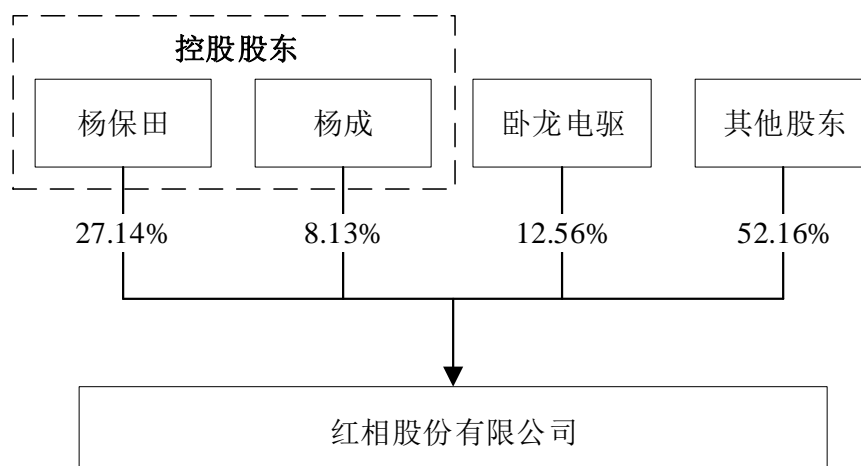 控股股东
杨保田
杨成
卧龙电驱
其他股东
27.14%
8.13%
12.56%
52.16%
红相股份有限公司